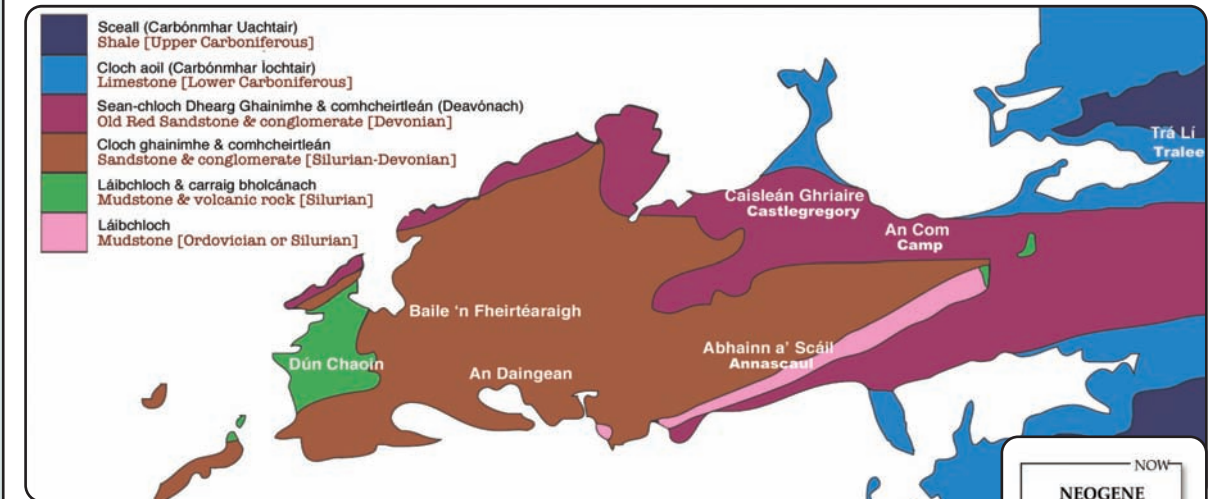 Sceall (Carbónmhar Uachtair)
Shale [Upper Carboniferous]
Cloch aoil (Carbónmhar Ìochtair)
Limestone [Lower Carboniferous]
Sean-chloch Dhearg Ghainimhe & comhcheirtleán (Deavónach)
Old Red Sandstone & conglomerate [Devonian]
Cloch ghainimhe & comhcheirtleán
Sandstone & conglomerate [Silurian-Devonian]
Láibchloch & carraig bholcánach
Mudstone & volcanic rock [Silurian]
Láibchloch
Mudstone [Ordovician or Silurian]
Trá Lí
Tralee
Caisleán Ghriaire
Castlegregory
An Com
Camp
Baile ‘n Fheirtéaraigh
Abhainn a’ Scáil
Annascaul
Dún Chaoin
An Daingean
NOW
NEOGENE